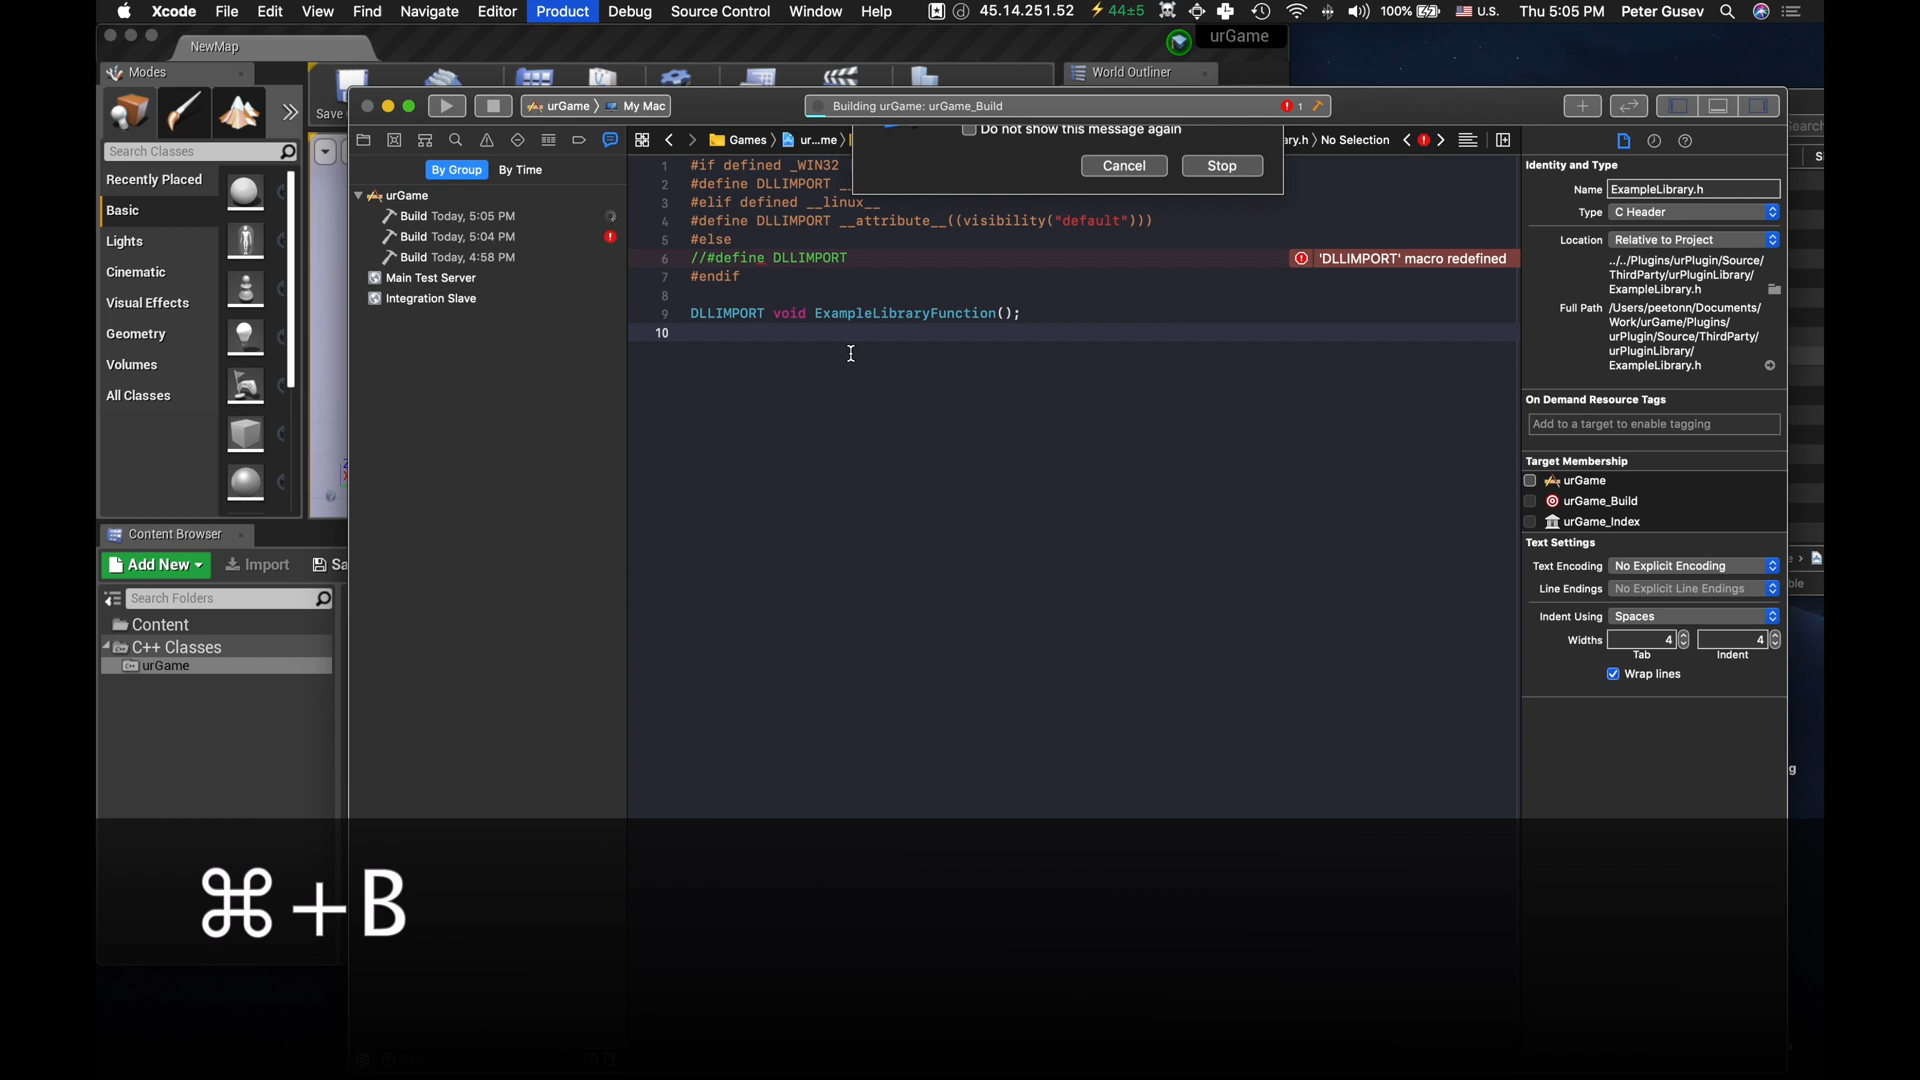 Xcode File Edit View Find Navigate Editor Product Debug Source Control Window Help 45.14.251.52 44±5 100% U.S. Thu 5:05 PM Peter Gusev
NewMap
urGame
Modes
World Outliner
Save
urGame 〉 My Mac
Building urGame: urGame_Build
1
Do not show this message again
Cancel
Stop
Search Classes
Games 〉 ur...me 〉
ry.h 〉 No Selection
Recently Placed
Basic
Lights
Cinematic
Visual Effects
Geometry
Volumes
All Classes
By Group
By Time
urGame
Build Today, 5:05 PM
Build Today, 5:04 PM
Build Today, 4:58 PM
Main Test Server
Integration Slave
1 #if defined _WIN32
2 #define DLLIMPORT __
3 #elif defined __linux__
4 #define DLLIMPORT __attribute__((visibility("default")))
5 #else
6 //#define DLLIMPORT
'DLLIMPORT' macro redefined
7 #endif
8
9 DLLIMPORT void ExampleLibraryFunction();
10
Identity and Type
Name ExampleLibrary.h
Type C Header
Location Relative to Project
../../Plugins/urPlugin/Source/
ThirdParty/urPluginLibrary/
ExampleLibrary.h
Full Path /Users/peetonn/Documents/
Work/urGame/Plugins/
urPlugin/Source/ThirdParty/
urPluginLibrary/
ExampleLibrary.h
On Demand Resource Tags
Add to a target to enable tagging
Target Membership
urGame
urGame_Build
urGame_Index
Text Settings
Text Encoding No Explicit Encoding
Line Endings No Explicit Line Endings
Indent Using Spaces
Widths 4 4
Tab Indent
Wrap lines
Content Browser
Add New Import Sa
Search Folders
Content
C++ Classes
urGame
⌘+B